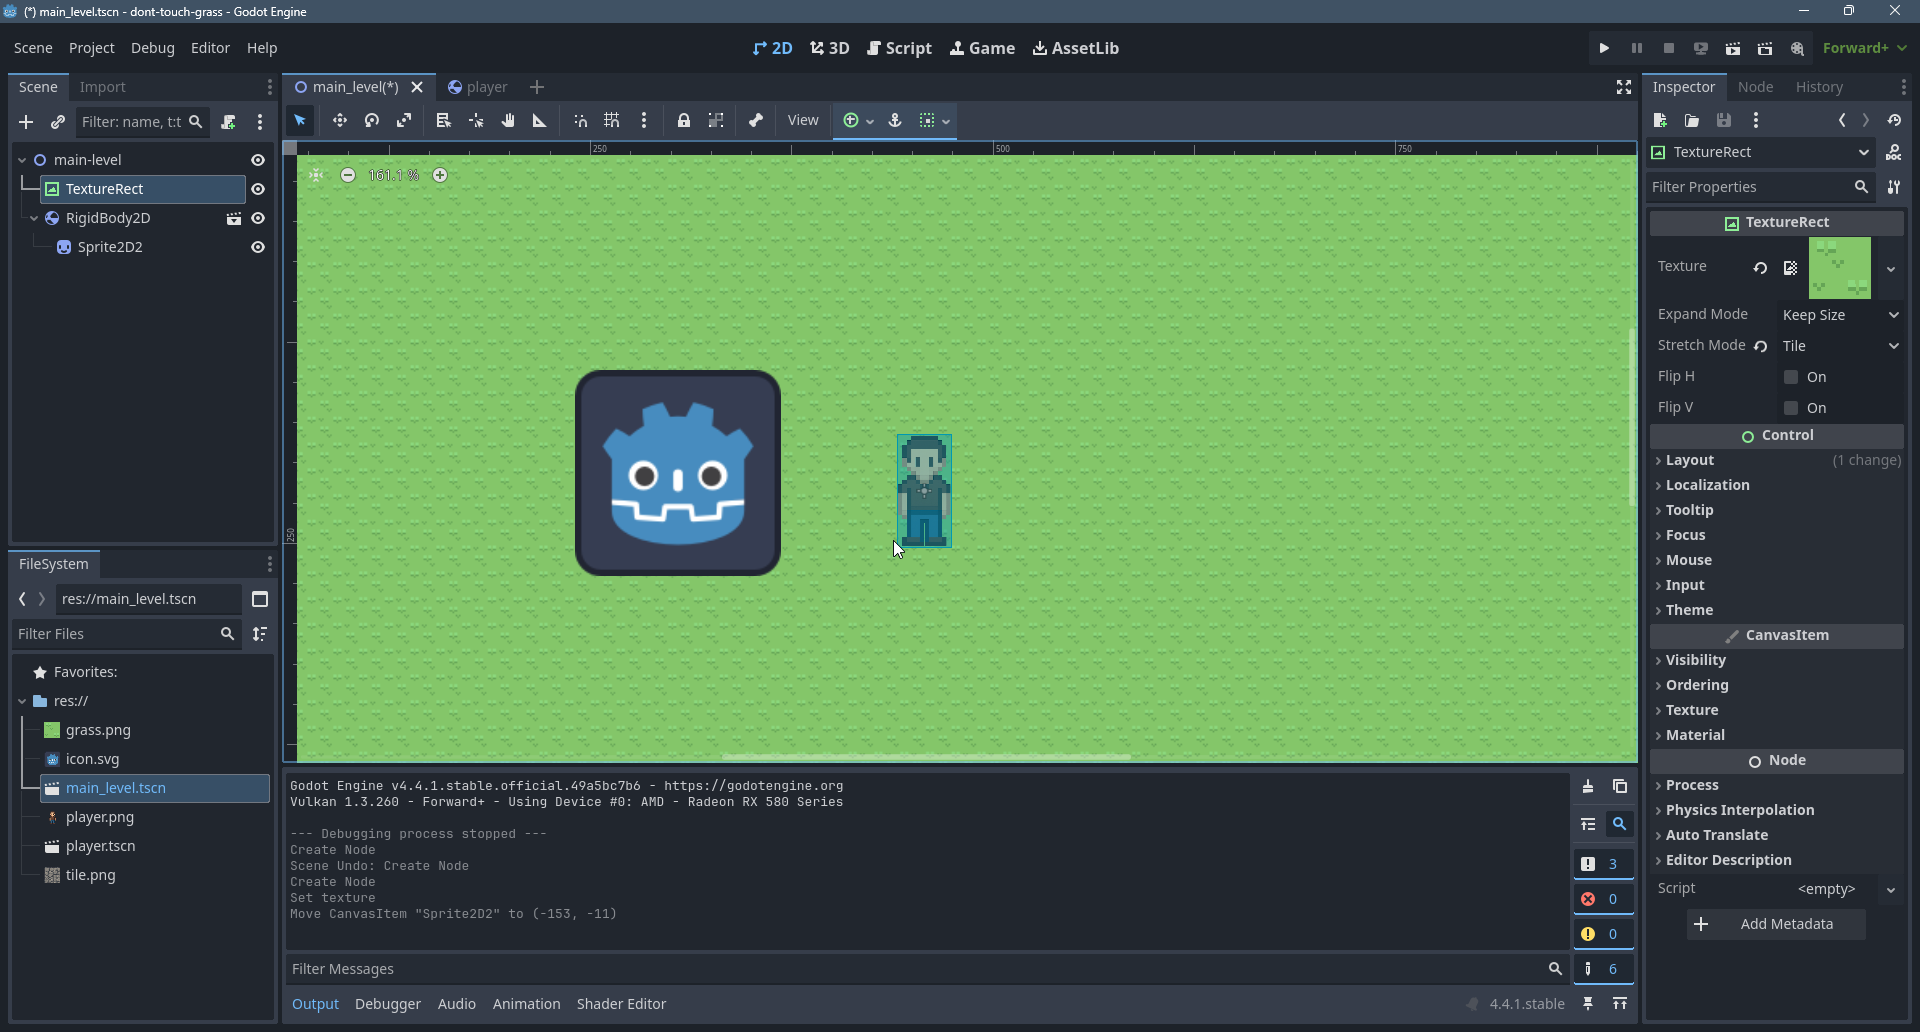 (*) main_level.tscn - dont-touch-grass - Godot Engine
Scene Project Debug Editor Help
2D 3D Script Game AssetLib
Forward+
Scene Import
main_level(*) player
Inspector Node History
Filter: name, t:t
View
main-level
TextureRect
RigidBody2D
Sprite2D2
250 500 750
161.1 %
250
TextureRect
Filter Properties
TextureRect
Texture
Expand Mode Keep Size
Stretch Mode Tile
Flip H On
Flip V On
Control
Layout (1 change)
Localization
Tooltip
Focus
Mouse
Input
Theme
CanvasItem
Visibility
Ordering
Texture
Material
Node
Process
Physics Interpolation
Auto Translate
Editor Description
Script <empty>
Add Metadata
FileSystem
res://main_level.tscn
Filter Files
Favorites:
res://
grass.png
icon.svg
main_level.tscn
player.png
player.tscn
tile.png
Godot Engine v4.4.1.stable.official.49a5bc7b6 - https://godotengine.org
Vulkan 1.3.260 - Forward+ - Using Device #0: AMD - Radeon RX 580 Series
--- Debugging process stopped ---
Create Node
Scene Undo: Create Node
Create Node
Set texture
Move CanvasItem "Sprite2D2" to (-153, -11)
3
0
0
6
Filter Messages
Output Debugger Audio Animation Shader Editor
4.4.1.stable